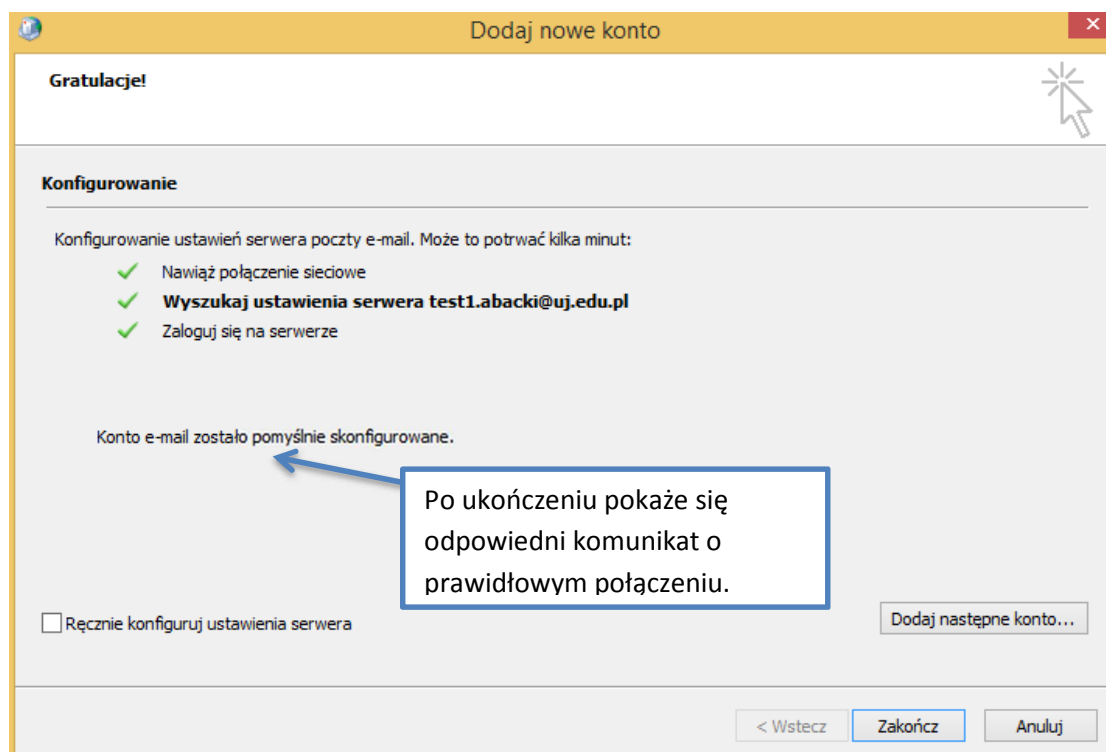 Dodaj nowe konto
Gratulacje!
Konfigurowanie
Konfigurowanie ustawień serwera poczty e-mail. Może to potrwać kilka minut:
Nawiąż połączenie sieciowe
Wyszukaj ustawienia serwera test1.abacki@uj.edu.pl
Zaloguj się na serwerze
Konto e-mail zostało pomyślnie skonfigurowane.
Po ukończeniu pokaże się
odpowiedni komunikat o
prawidłowym połączeniu.
Ręcznie konfiguruj ustawienia serwera
Dodaj następne konto...
< Wstecz
Zakończ
Anuluj